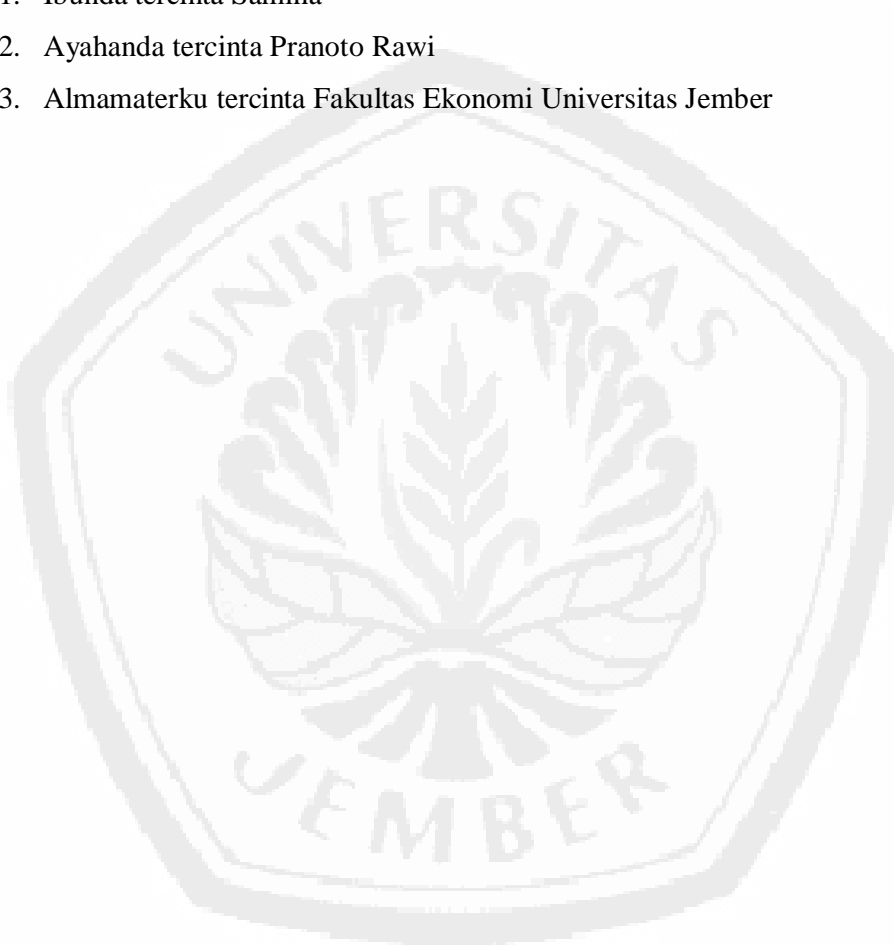 1. Ibunda tercinta
2. Ayahanda tercinta Pranoto Rawi
3. Almamaterku tercinta Fakultas Ekonomi Universitas Jember
UNIVERSITAS
JEMBER